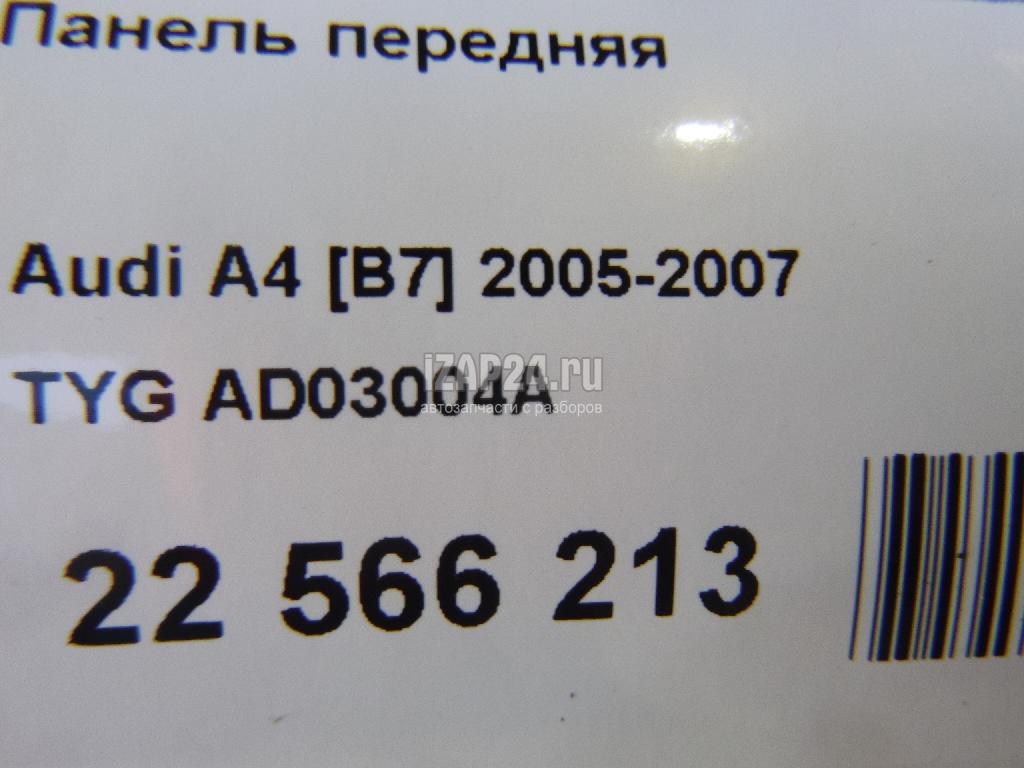 Панель передняя
Audi A4 [B7] 2005-2007
iZAP24.ru
TYG AD03004A
автозапчасти с разборов
22 566 213